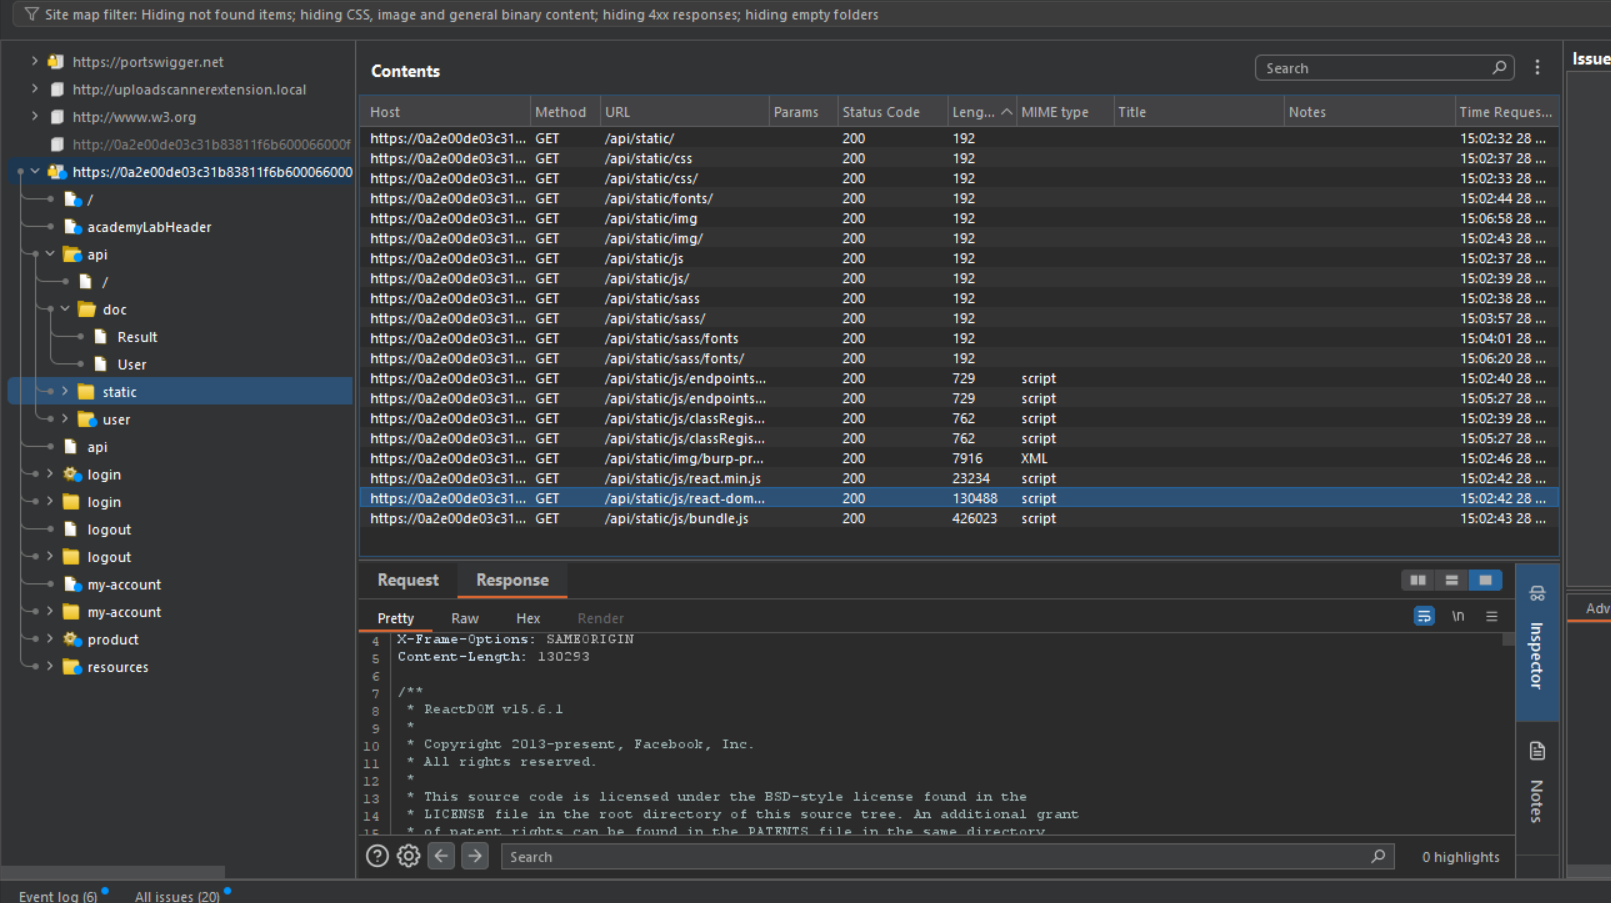 Site map filter: Hiding not found items; hiding CSS, image and general binary content; hiding 4xx responses; hiding empty folders
https://portswigger.net
http://uploadscannerextension.local
http://www.w3.org
http://0a2e00de03c31b83811f6b600066000f
https://0a2e00de03c31b83811f6b600066000
/
academyLabHeader
api
/
doc
Result
User
static
user
api
login
login
logout
logout
my-account
my-account
product
resources
Contents
Search
Host Method URL Params Status Code Leng... MIME type Title Notes Time Reques...
https://0a2e00de03c31... GET /api/static/ 200 192 15:02:32 28 ...
https://0a2e00de03c31... GET /api/static/css 200 192 15:02:37 28 ...
https://0a2e00de03c31... GET /api/static/css/ 200 192 15:02:33 28 ...
https://0a2e00de03c31... GET /api/static/fonts/ 200 192 15:02:44 28 ...
https://0a2e00de03c31... GET /api/static/img 200 192 15:06:58 28 ...
https://0a2e00de03c31... GET /api/static/img/ 200 192 15:02:43 28 ...
https://0a2e00de03c31... GET /api/static/js 200 192 15:02:37 28 ...
https://0a2e00de03c31... GET /api/static/js/ 200 192 15:02:39 28 ...
https://0a2e00de03c31... GET /api/static/sass 200 192 15:02:38 28 ...
https://0a2e00de03c31... GET /api/static/sass/ 200 192 15:03:57 28 ...
https://0a2e00de03c31... GET /api/static/sass/fonts 200 192 15:04:01 28 ...
https://0a2e00de03c31... GET /api/static/sass/fonts/ 200 192 15:06:20 28 ...
https://0a2e00de03c31... GET /api/static/js/endpoints... 200 729 script 15:02:40 28 ...
https://0a2e00de03c31... GET /api/static/js/endpoints... 200 729 script 15:05:27 28 ...
https://0a2e00de03c31... GET /api/static/js/classRegis... 200 762 script 15:02:39 28 ...
https://0a2e00de03c31... GET /api/static/js/classRegis... 200 762 script 15:05:27 28 ...
https://0a2e00de03c31... GET /api/static/img/burp-pr... 200 7916 XML 15:02:46 28 ...
https://0a2e00de03c31... GET /api/static/js/react.min.js 200 23234 script 15:02:42 28 ...
https://0a2e00de03c31... GET /api/static/js/react-dom... 200 130488 script 15:02:42 28 ...
https://0a2e00de03c31... GET /api/static/js/bundle.js 200 426023 script 15:02:43 28 ...
Request Response
Pretty Raw Hex Render
\n
4 X-Frame-Options: SAMEORIGIN
5 Content-Length: 130293
6
7 /**
8 * ReactDOM v15.6.1
9 *
10 * Copyright 2013-present, Facebook, Inc.
11 * All rights reserved.
12 *
13 * This source code is licensed under the BSD-style license found in the
14 * LICENSE file in the root directory of this source tree. An additional grant
15 * of patent rights can be found in the PATENTS file in the same directory
Search
0 highlights
Inspector
Notes
Issue
Adv
Event log (6)
All issues (20)